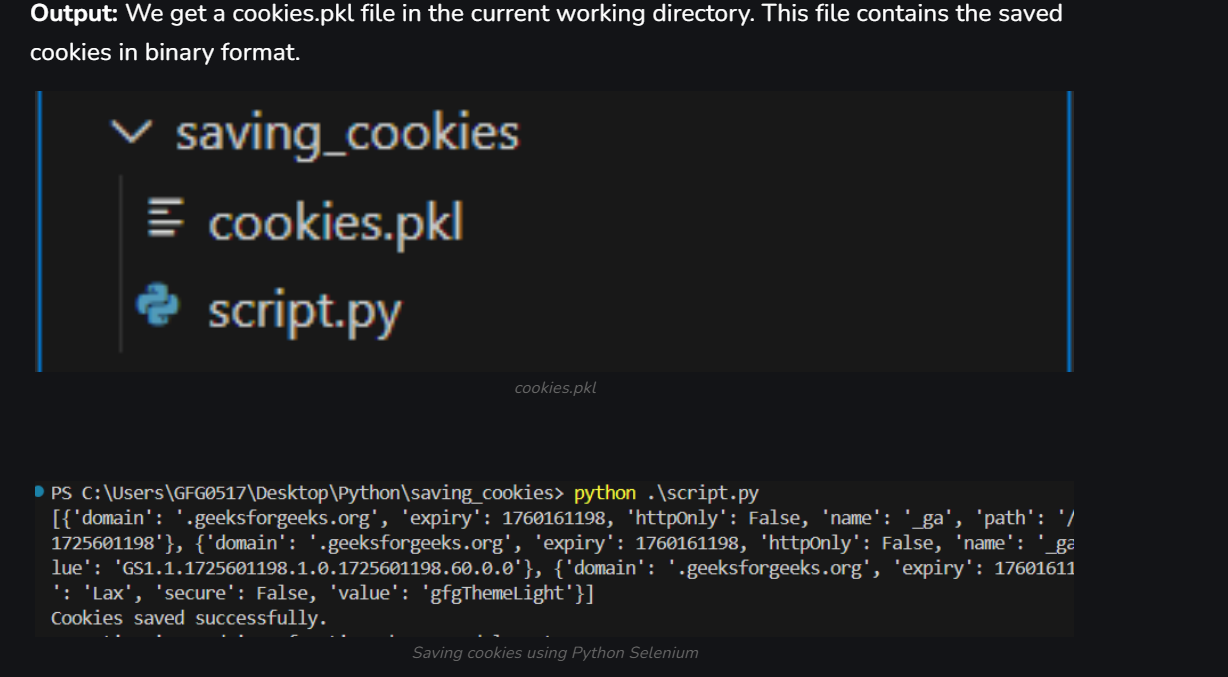 Output: We get a cookies.pkl file in the current working directory. This file contains the saved
cookies in binary format.
saving_cookies
cookies.pkl
script.py
cookies.pkl
PS C:\Users\GFG0517\Desktop\Python\saving_cookies> python .\script.py
[{'domain': '.geeksforgeeks.org', 'expiry': 1760161198, 'httpOnly': False, 'name': '_ga', 'path': '/
1725601198'}, {'domain': '.geeksforgeeks.org', 'expiry': 1760161198, 'httpOnly': False, 'name': '_ga
lue': 'GS1.1.1725601198.1.0.1725601198.60.0.0'}, {'domain': '.geeksforgeeks.org', 'expiry': 17601611
': 'Lax', 'secure': False, 'value': 'gfgThemeLight'}]
Cookies saved successfully.
Saving cookies using Python Selenium